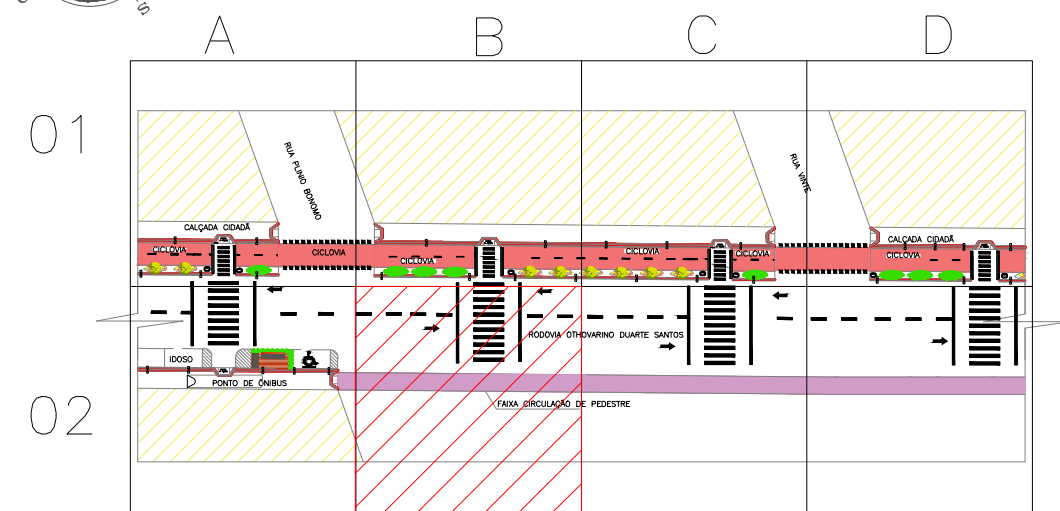 S
A B C D
01
RUA PLINIO BONOMO
RUA VINTE
CALÇADA CIDADÃ
CALÇADA CIDADÃ
CICLOVIA
CICLOVIA
CICLOVIA
CICLOVIA
CICLOVIA
CICLOVIA
RODOVIA OTHOVARINO DUARTE SANTOS
IDOSO
PONTO DE ÔNIBUS
02
FAIXA CIRCULAÇÃO DE PEDESTRE